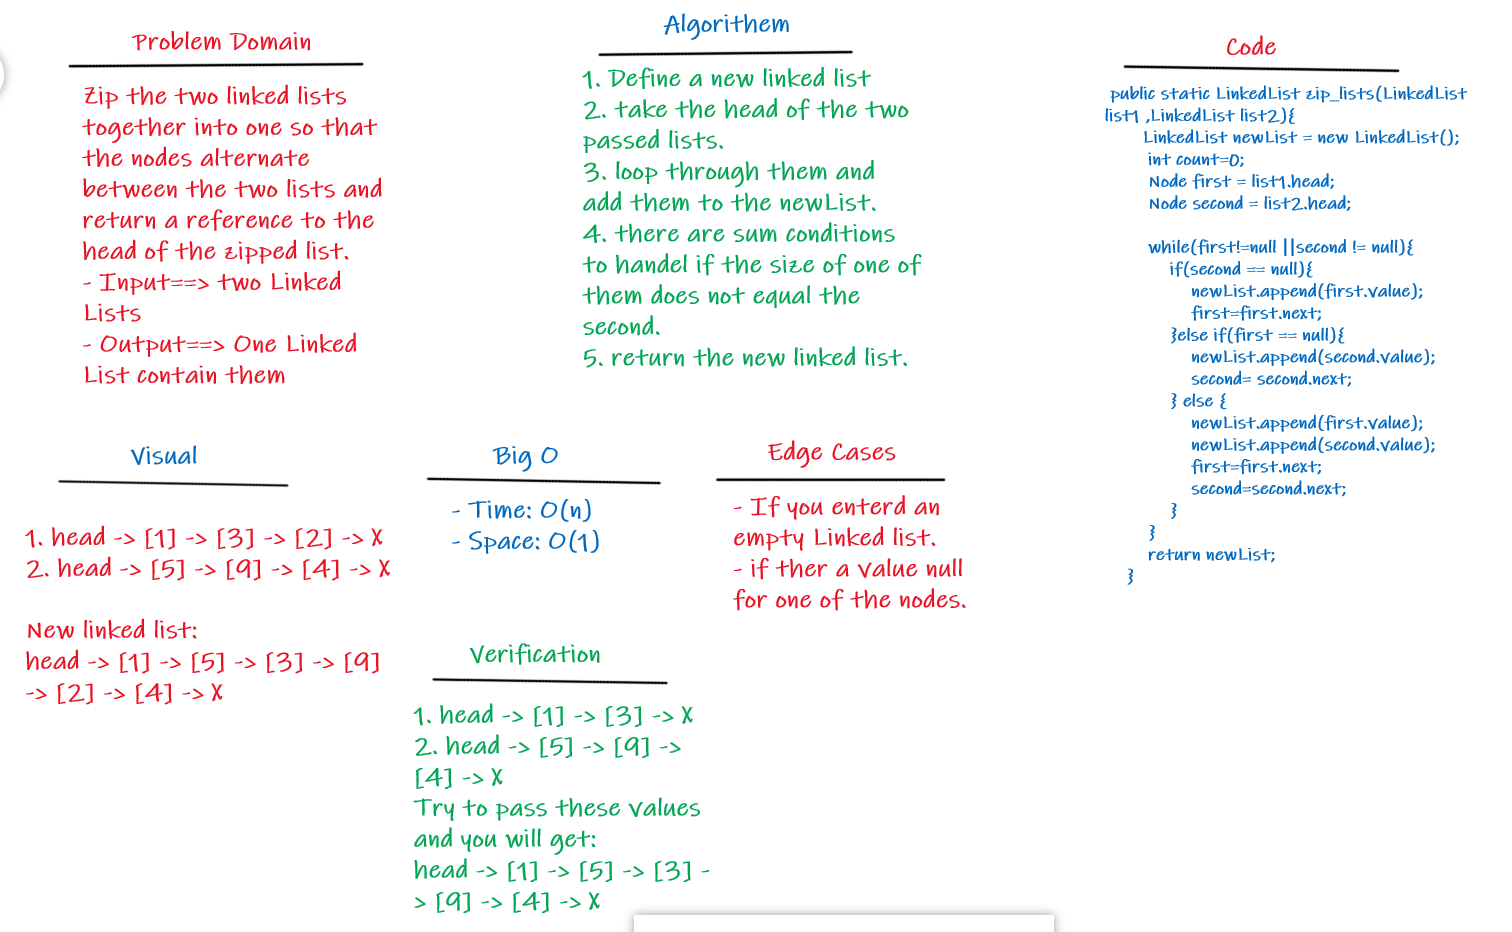 Problem Domain
Zip the two linked lists
together into one so that
the nodes alternate
between the two lists and
return a reference to the
head of the zipped list.
- Input==> two Linked
Lists
- Output==> One Linked
List contain them
Algorithem
1. Define a new linked list
2. take the head of the two
passed lists.
3. loop through them and
add them to the newList.
4. there are sum conditions
to handel if the size of one of
them does not equal the
second.
5. return the new linked list.
Code
public static LinkedList zip_lists(LinkedList
list1 ,LinkedList list2){
LinkedList newList = new LinkedList();
int count=0;
Node first = list1.head;
Node second = list2.head;
while(first!=null ||second != null){
if(second == null){
newList.append(first.value);
first=first.next;
}else if(first == null){
newList.append(second.value);
second= second.next;
} else {
newList.append(first.value);
newList.append(second.value);
first=first.next;
second=second.next;
}
}
return newList;
}
Visual
1. head -> [1] -> [3] -> [2] -> X
2. head -> [5] -> [9] -> [4] -> X
New linked list:
head -> [1] -> [5] -> [3] -> [9]
-> [2] -> [4] -> X
Big O
- Time: O(n)
- Space: O(1)
Edge Cases
- If you enterd an
empty Linked list.
- if ther a value null
for one of the nodes.
Verification
1. head -> [1] -> [3] -> X
2. head -> [5] -> [9] ->
[4] -> X
Try to pass these values
and you will get:
head -> [1] -> [5] -> [3] -
> [9] -> [4] -> X